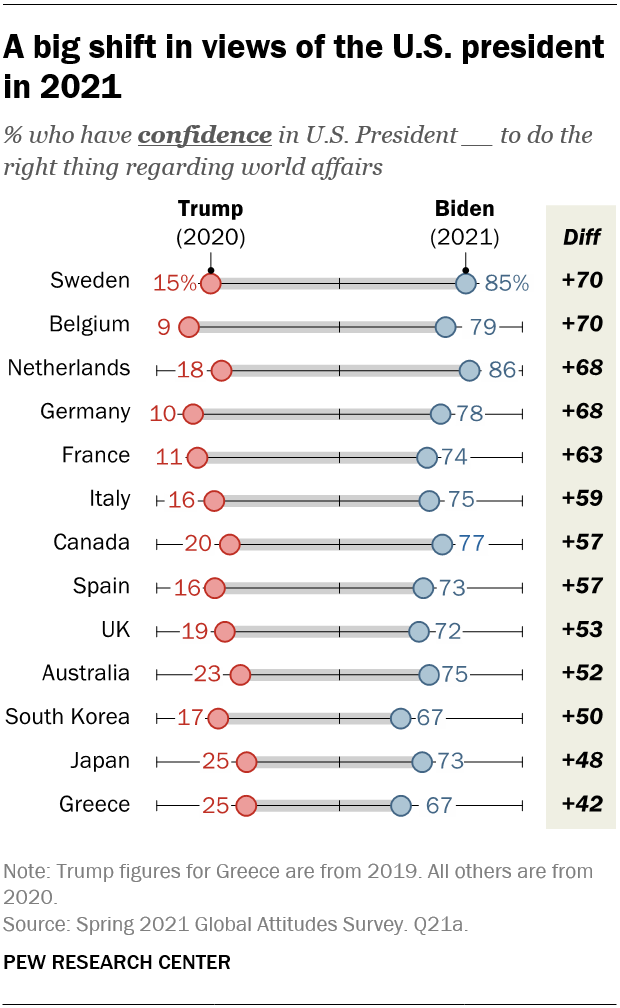 A big shift in views of the U.S. president
in 2021
% who have confidence in U.S. President __ to do the
right thing regarding world affairs
Trump Biden
(2020) (2021) Diff
Sweden 15% 85% +70
Belgium 9 79 +70
Netherlands 18 86 +68
Germany 10 78 +68
France 11 74 +63
Italy 16 75 +59
Canada 20 77 +57
Spain 16 73 +57
UK 19 72 +53
Australia 23 75 +52
South Korea 17 67 +50
Japan 25 73 +48
Greece 25 67 +42
Note: Trump figures for Greece are from 2019. All others are from
2020.
Source: Spring 2021 Global Attitudes Survey. Q21a.
PEW RESEARCH CENTER